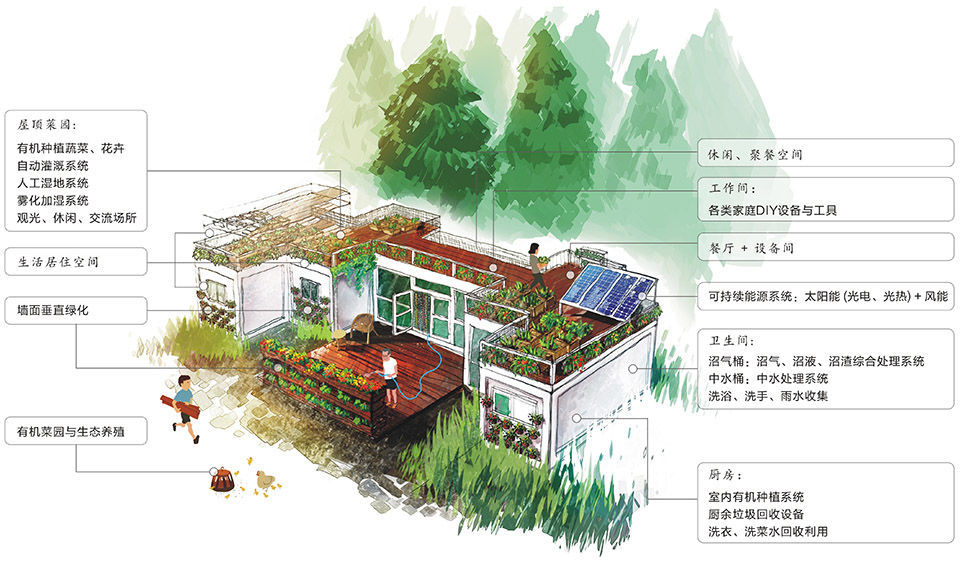 屋顶菜园：
有机种植蔬菜、花卉
自动灌溉系统
人工湿地系统
雾化加湿系统
观光、休闲、交流场所
生活居住空间
墙面垂直绿化
有机菜园与生态养殖
休闲、聚餐空间
工作间：
各类家庭DIY设备与工具
餐厅 + 设备间
可持续能源系统：太阳能 (光电、光热) + 风能
卫生间：
沼气桶：沼气、沼液、沼渣综合处理系统
中水桶：中水处理系统
洗浴、洗手、雨水收集
厨房：
室内有机种植系统
厨余垃圾回收设备
洗衣、洗菜水回收利用